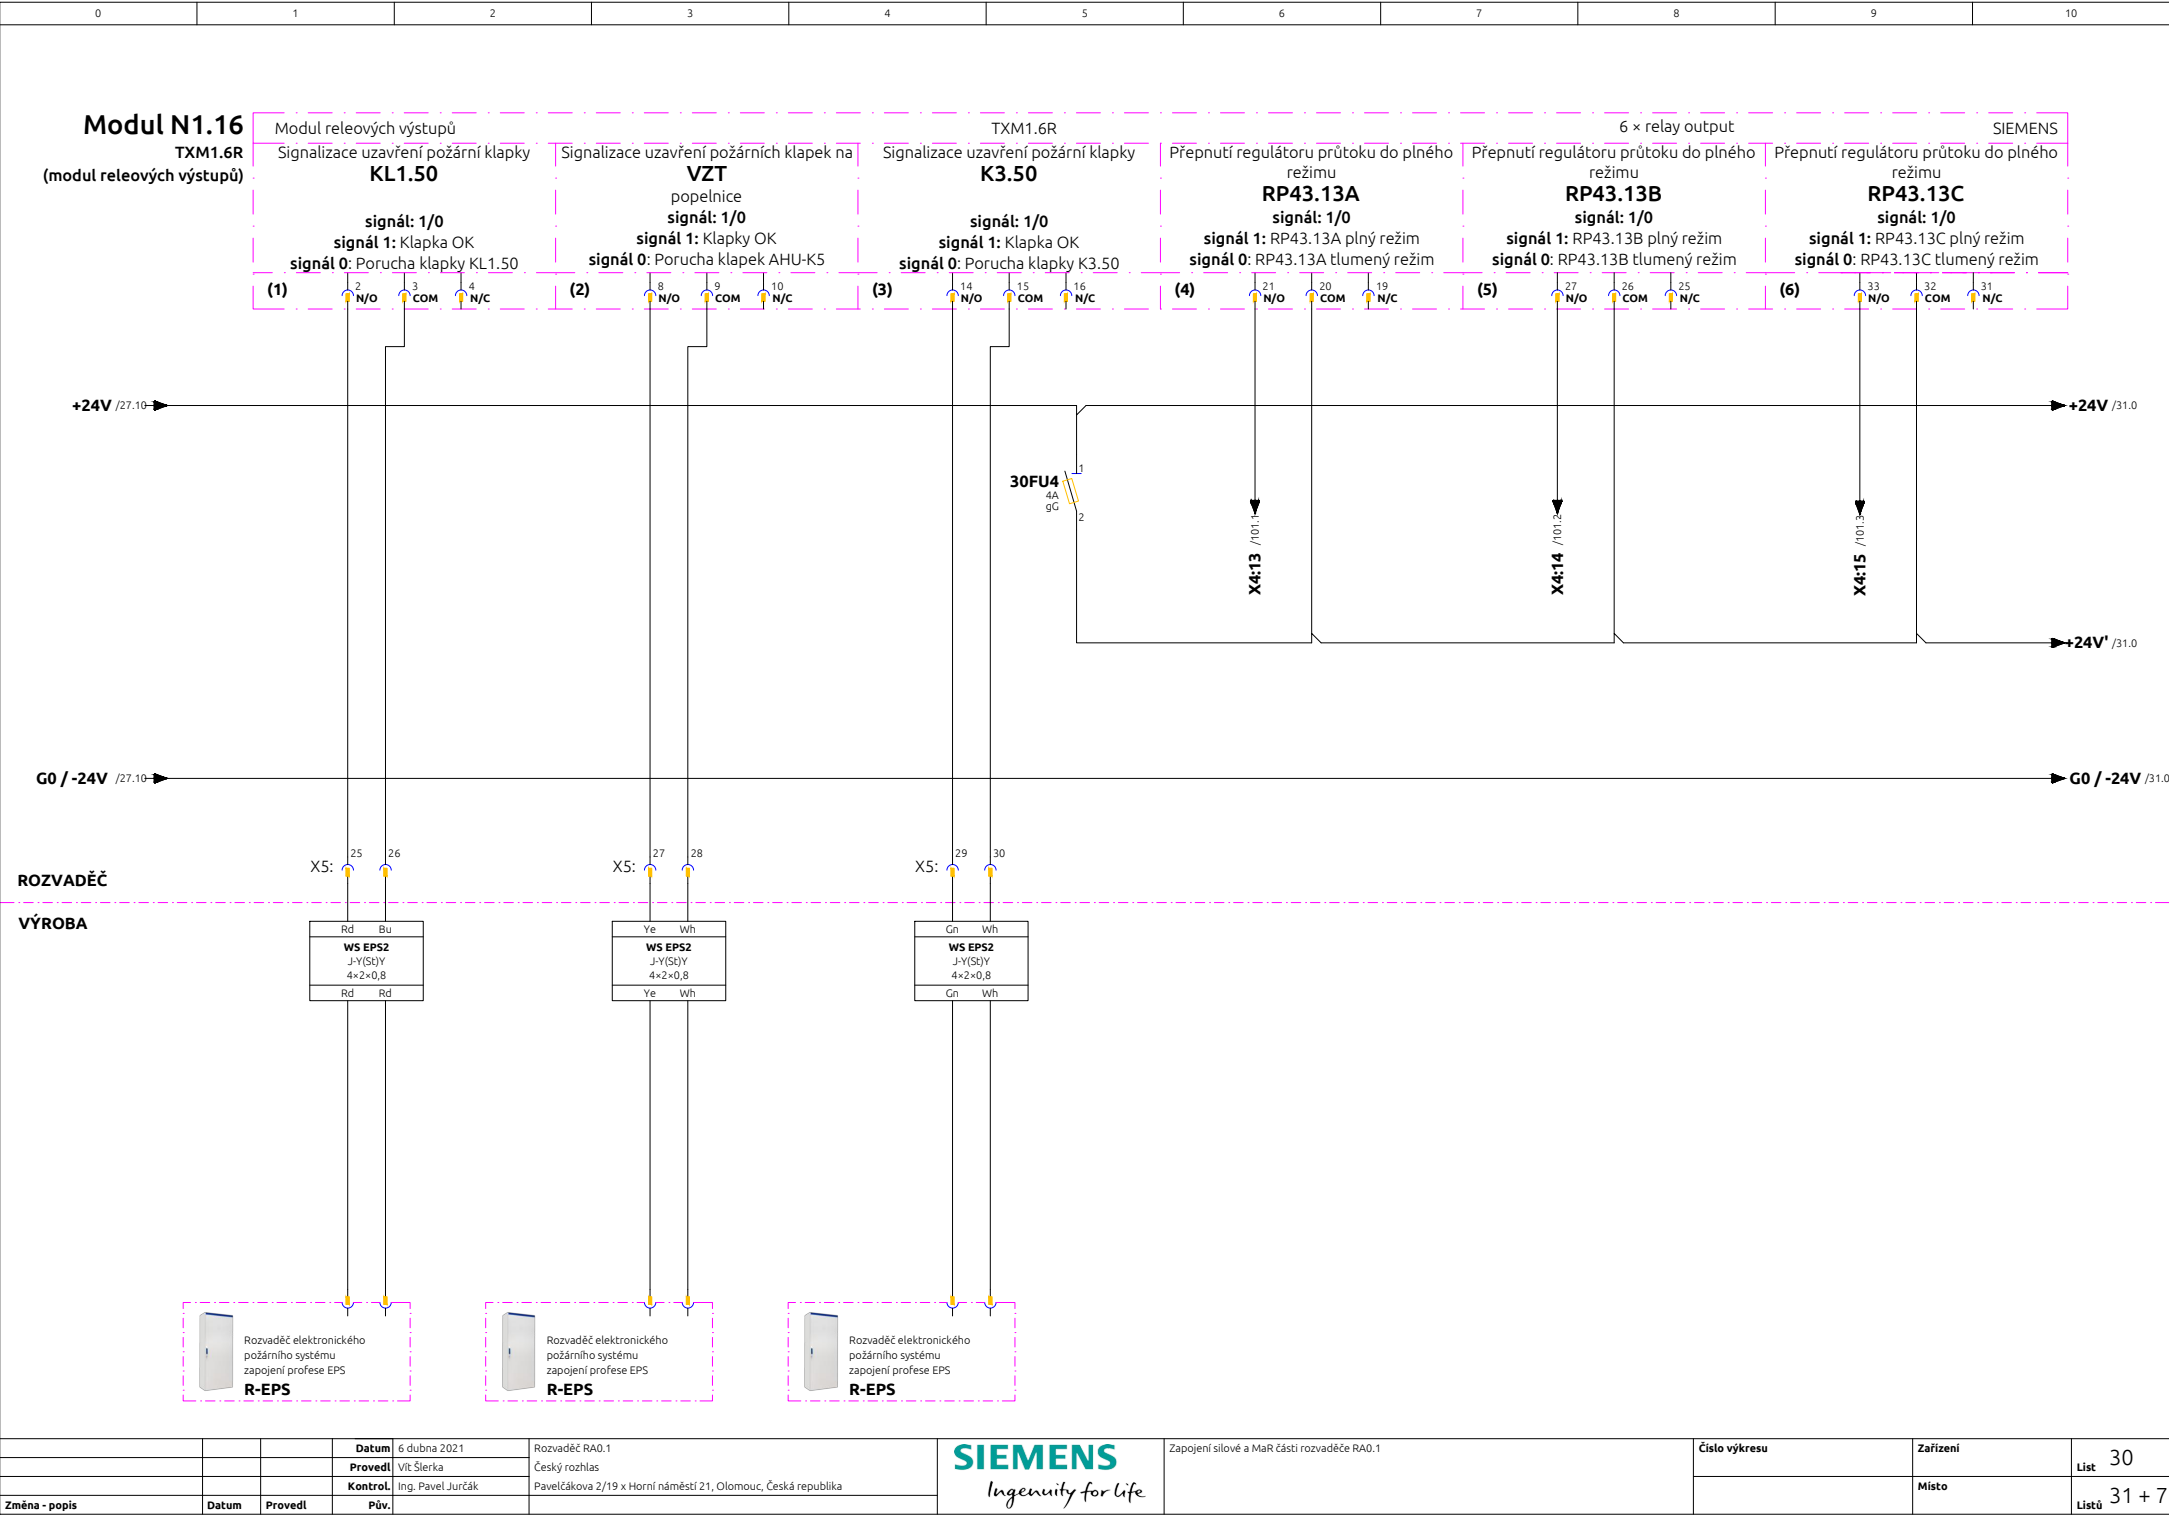 0 1 2 3 4 5 6 7 8 9 10
Modul N1.16
TXM1.6R
(modul releových výstupů)
Modul releových výstupů TXM1.6R 6 × relay output SIEMENS
Signalizace uzavření požární klapky
KL1.50
signál: 1/0
signál 1: Klapka OK
signál 0: Porucha klapky KL1.50
(1) 2 N/O 3 COM 4 N/C
Signalizace uzavření požárních klapek na
VZT
popelnice
signál: 1/0
signál 1: Klapky OK
signál 0: Porucha klapek AHU-K5
(2) 8 N/O 9 COM 10 N/C
Signalizace uzavření požární klapky
K3.50
signál: 1/0
signál 1: Klapka OK
signál 0: Porucha klapky K3.50
(3) 14 N/O 15 COM 16 N/C
Přepnutí regulátoru průtoku do plného
režimu
RP43.13A
signál: 1/0
signál 1: RP43.13A plný režim
signál 0: RP43.13A tlumený režim
(4) 21 N/O 20 COM 19 N/C
Přepnutí regulátoru průtoku do plného
režimu
RP43.13B
signál: 1/0
signál 1: RP43.13B plný režim
signál 0: RP43.13B tlumený režim
(5) 27 N/O 26 COM 25 N/C
Přepnutí regulátoru průtoku do plného
režimu
RP43.13C
signál: 1/0
signál 1: RP43.13C plný režim
signál 0: RP43.13C tlumený režim
(6) 33 N/O 32 COM 31 N/C
+24V /27.10
+24V /31.0
30FU4
4A
gG
1
2
X4:13 /101.1
X4:14 /101.2
X4:15 /101.3
+24V' /31.0
G0 / -24V /27.10
G0 / -24V /31.0
X5: 25 26
X5: 27 28
X5: 29 30
ROZVADĚČ
VÝROBA
Rd Bu
WS EPS2
J-Y(St)Y
4×2×0,8
Rd Rd
Ye Wh
WS EPS2
J-Y(St)Y
4×2×0,8
Ye Wh
Gn Wh
WS EPS2
J-Y(St)Y
4×2×0,8
Gn Wh
Rozvaděč elektronického
požárního systému
zapojení profese EPS
R-EPS
Rozvaděč elektronického
požárního systému
zapojení profese EPS
R-EPS
Rozvaděč elektronického
požárního systému
zapojení profese EPS
R-EPS
Změna - popis Datum Provedl
Datum 6 dubna 2021
Provedl Vít Šlerka
Kontrol. Ing. Pavel Jurčák
Pův.
Rozvaděč RA0.1
Český rozhlas
Pavelčákova 2/19 x Horní náměstí 21, Olomouc, Česká republika
SIEMENS
Ingenuity for life
Zapojení silové a MaR části rozvaděče RA0.1
Číslo výkresu
Zařízení
Místo
List 30
Listů 31 + 7